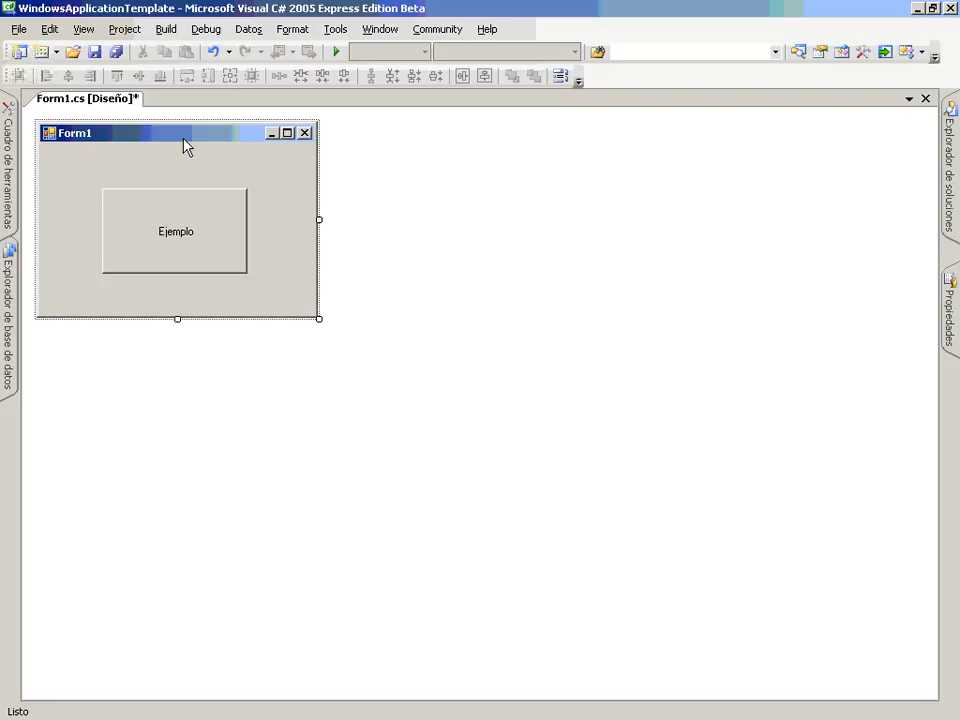 WindowsApplicationTemplate - Microsoft Visual C# 2005 Express Edition Beta
File Edit View Project Build Debug Datos Format Tools Window Community Help
Form1.cs [Diseño]*
Form1
Ejemplo
Cuadro de herramientas
Explorador de base de datos
Explorador de soluciones
Propiedades
Listo